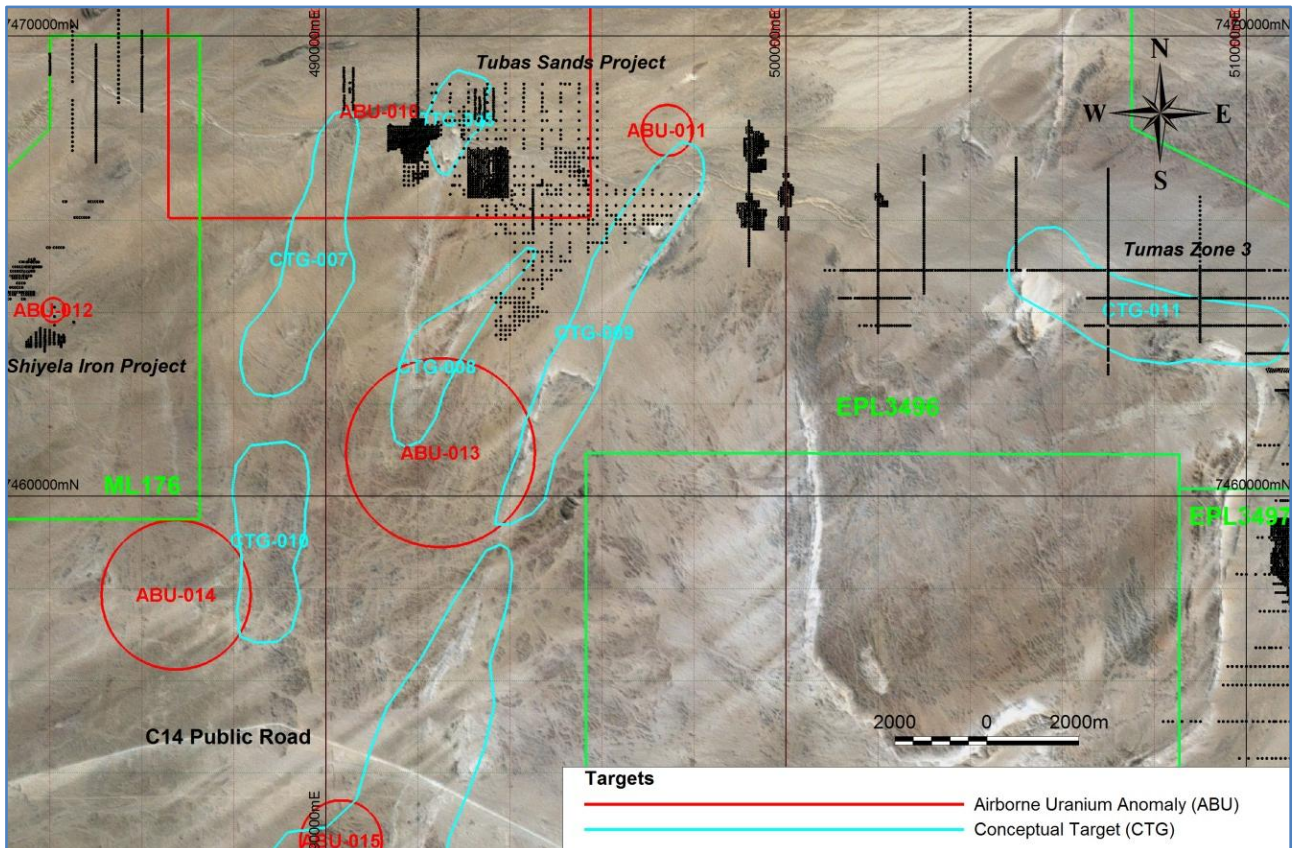 7470000mN
490000mE
500000mE
7470000mN
510000mE
N
W
E
S
Tubas Sands Project
ABU-010
ABU-011
CTG-007
Tumas Zone 3
ABU-012
CTG-009
CTG-011
Shiyela Iron Project
CTG-008
EPL3496
ABU-013
ML176
7460000mN
7460000mN
EPL3497
CTG-010
ABU-014
2000 0 2000m
C14 Public Road
Targets
Airborne Uranium Anomaly (ABU)
Conceptual Target (CTG)
ABU-015